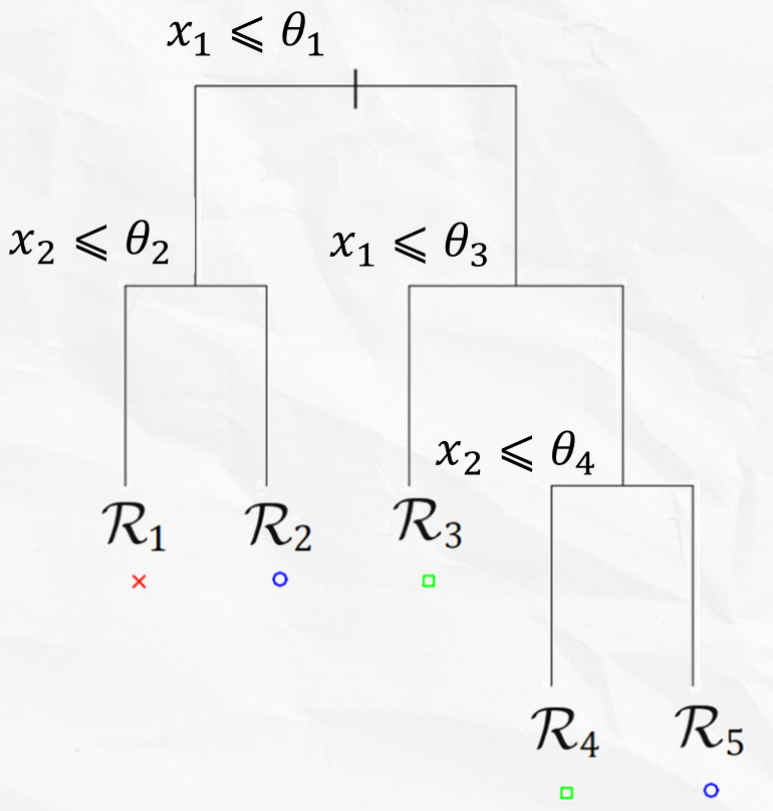 x₁ ⩽ θ₁
x₂ ⩽ θ₂ x₁ ⩽ θ₃
x₂ ⩽ θ₄
ℛ₁ ℛ₂ ℛ₃
ℛ₄ ℛ₅